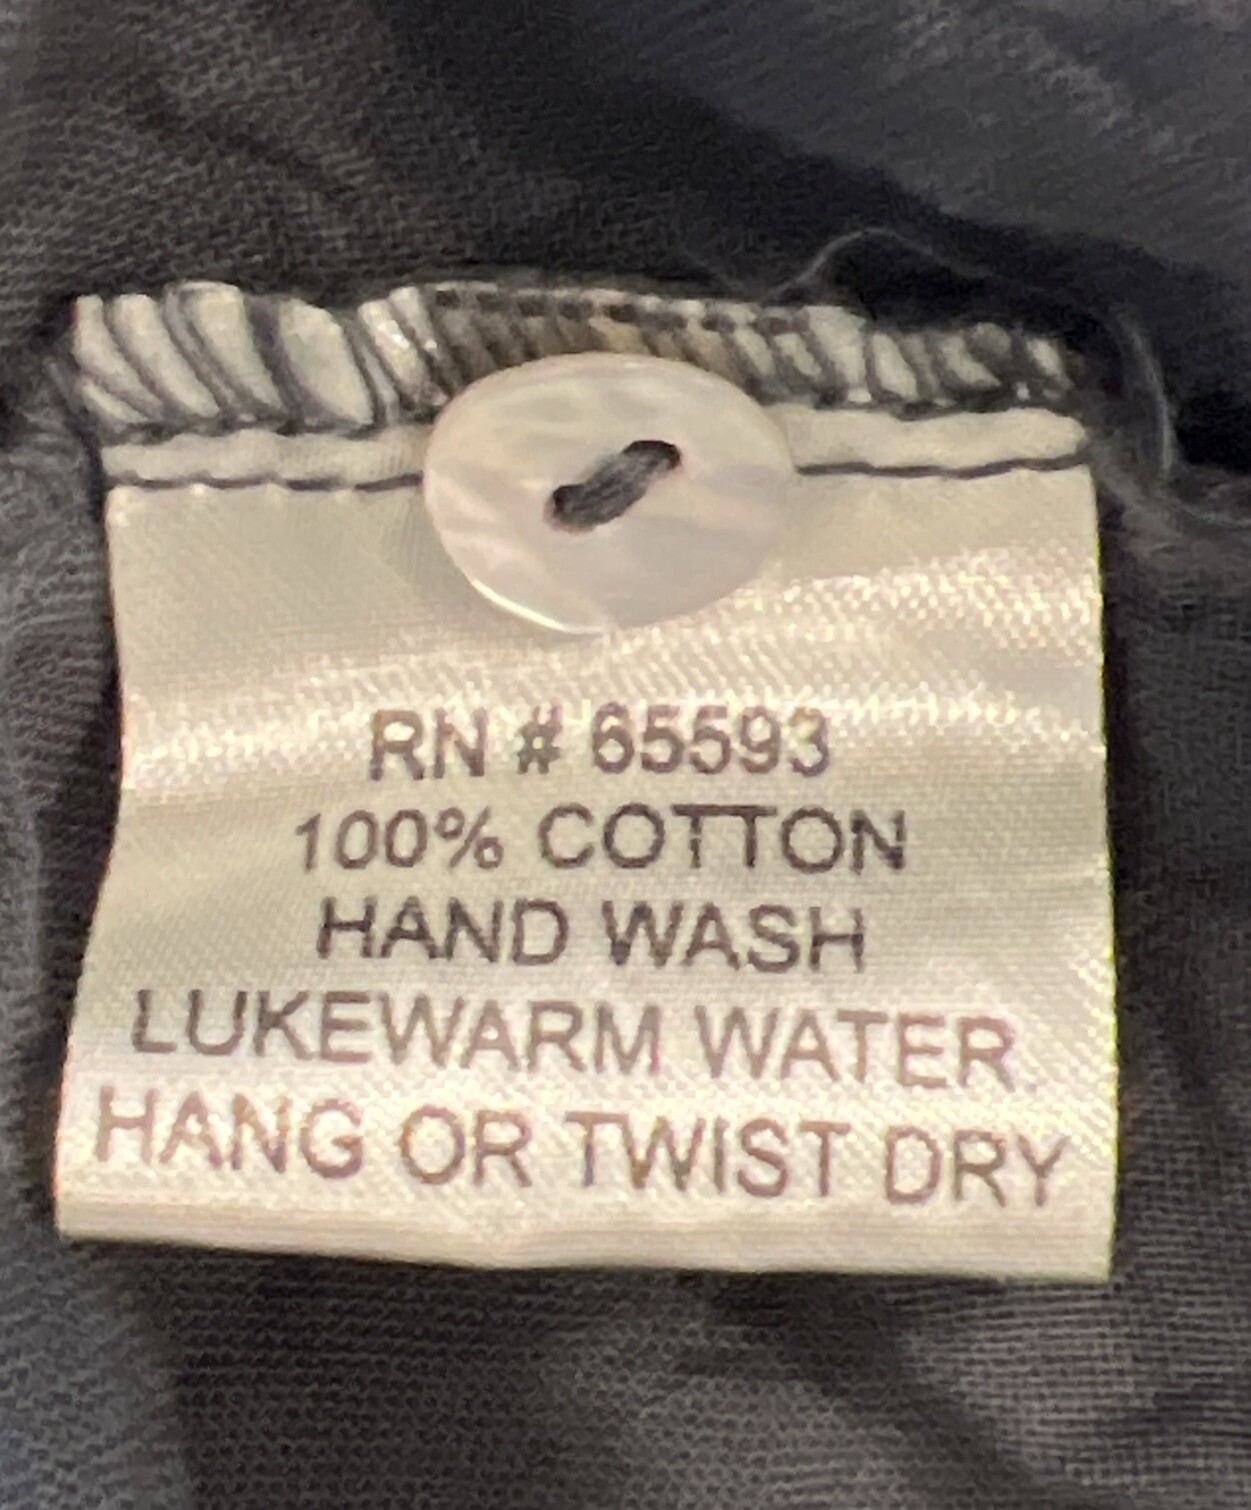 RN # 65593
100% COTTON
HAND WASH
LUKEWARM WATER
HANG OR TWIST DRY